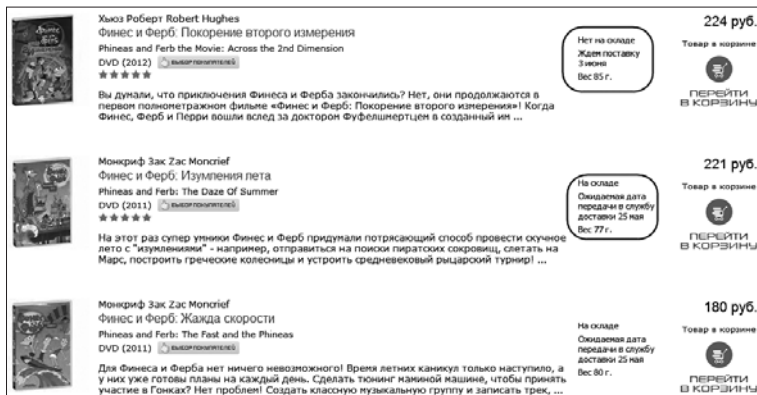 Хьюз Роберт Robert Hughes
Финес и Ферб: Покорение второго измерения
Phineas and Ferb the Movie: Across the 2nd Dimension
DVD (2012) ВЫБОР ПОКУПАТЕЛЕЙ
Вы думали, что приключения Финеса и Ферба закончились? Нет, они продолжаются в
первом полнометражном фильме «Финес и Ферб: Покорение второго измерения»! Когда
Финес, Ферб и Перри вошли вслед за доктором Фуфелшмертцем в созданный им ...
Нет на складе
Ждем поставку
3 июня
Вес 85 г.
224 руб.
Товар в корзине
ПЕРЕЙТИ
В КОРЗИНУ
Монкриф Зак Zac Moncrief
Финес и Ферб: Изумления лета
Phineas and Ferb: The Daze Of Summer
DVD (2011) ВЫБОР ПОКУПАТЕЛЕЙ
На этот раз супер умники Финес и Ферб придумали потрясающий способ провести скучное
лето с "изумлениями" - например, отправиться на поиски пиратских сокровищ, слетать на
Марс, построить греческие колесницы и устроить средневековый рыцарский турнир! ...
На складе
Ожидаемая дата
передачи в службу
доставки 25 мая
Вес 77 г.
221 руб.
Товар в корзине
ПЕРЕЙТИ
В КОРЗИНУ
Монкриф Зак Zac Moncrief
Финес и Ферб: Жажда скорости
Phineas and Ferb: The Fast and the Phineas
DVD (2011) ВЫБОР ПОКУПАТЕЛЕЙ
Для Финеса и Ферба нет ничего невозможного! Время летних каникул только наступило, а
у них уже готовы планы на каждый день. Сделать тюнинг маминой машине, чтобы принять
участие в Гонках? Нет проблем! Создать классную музыкальную группу и записать трек, ...
На складе
Ожидаемая дата
передачи в службу
доставки 25 мая
Вес 80 г.
180 руб.
Товар в корзине
ПЕРЕЙТИ
В КОРЗИНУ